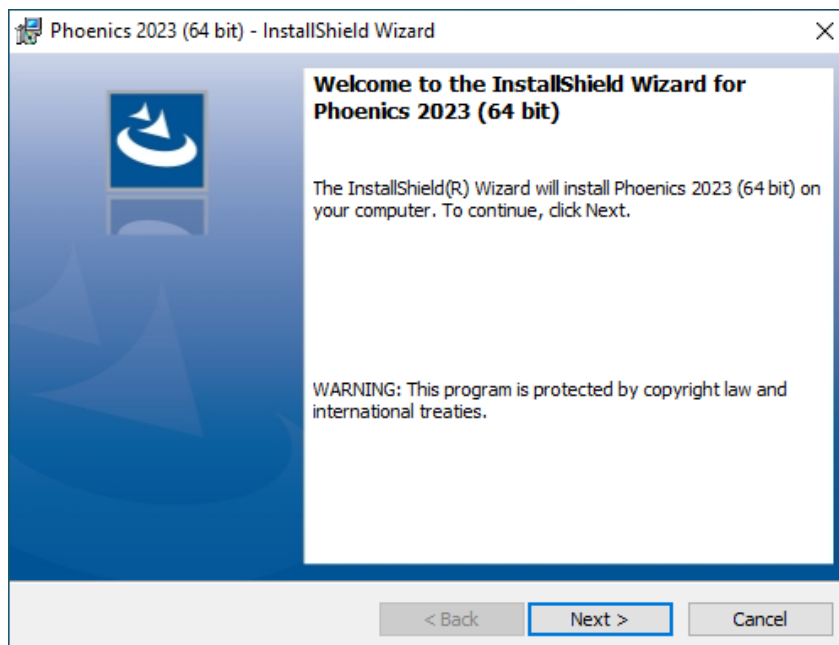 Phoenics 2023 (64 bit) - InstallShield Wizard
Welcome to the InstallShield Wizard for
Phoenics 2023 (64 bit)
The InstallShield(R) Wizard will install Phoenics 2023 (64 bit) on
your computer. To continue, click Next.
WARNING: This program is protected by copyright law and
international treaties.
< Back
Next >
Cancel